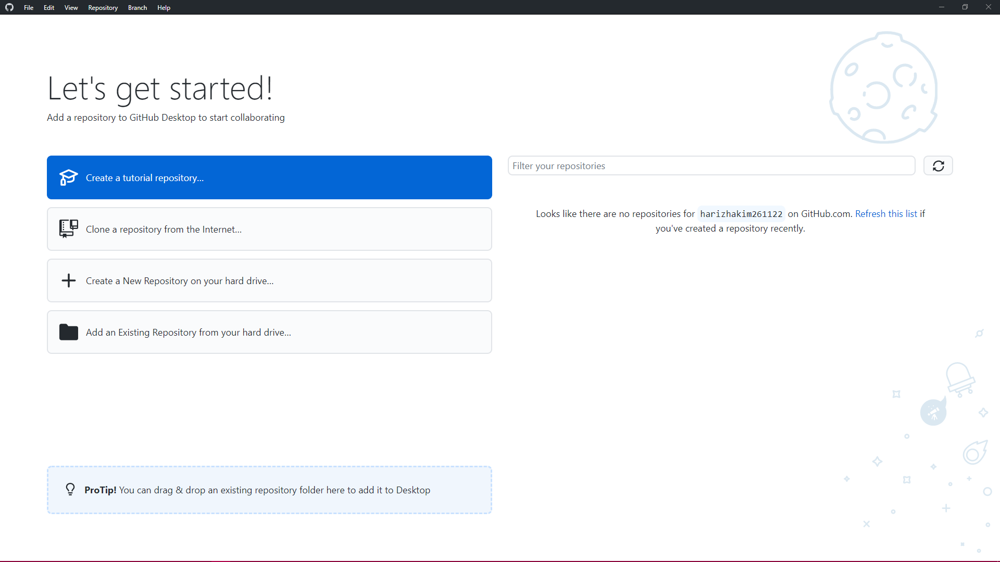 File Edit View Repository Branch Help
Let's get started!
Add a repository to GitHub Desktop to start collaborating
Create a tutorial repository...
Clone a repository from the Internet...
Create a New Repository on your hard drive...
Add an Existing Repository from your hard drive...
ProTip! You can drag & drop an existing repository folder here to add it to Desktop
Filter your repositories
Looks like there are no repositories for harizhakim261122 on GitHub.com. Refresh this list if
you've created a repository recently.